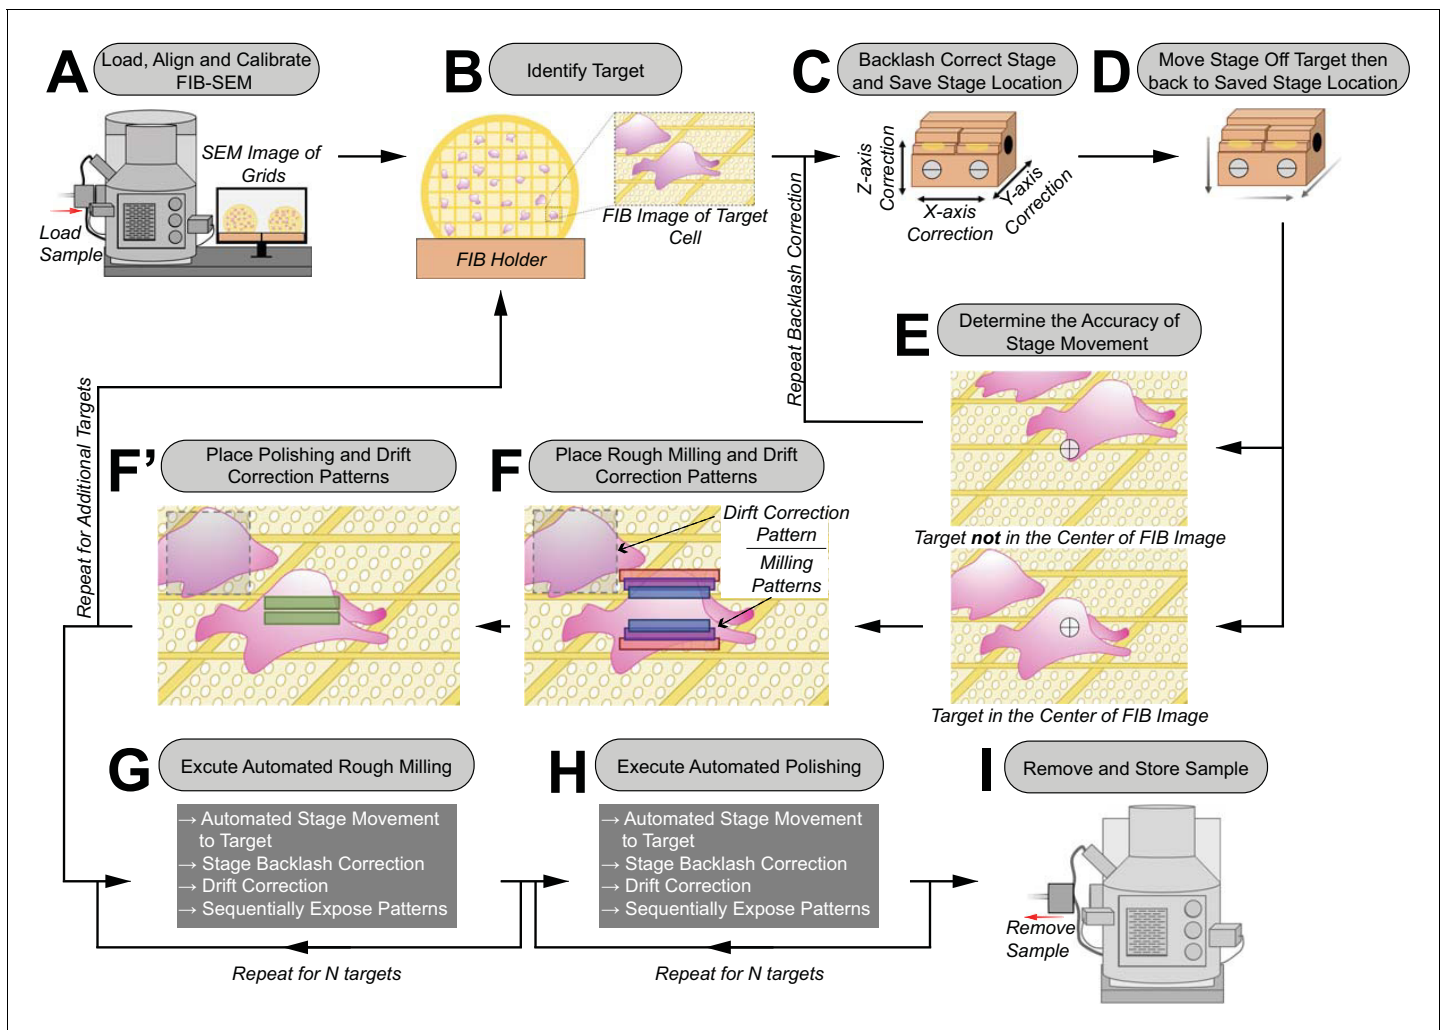 A
Load, Align and Calibrate
FIB-SEM
SEM Image of
Grids
Load
Sample
B
Identify Target
FIB Image of Target
Cell
FIB Holder
C
Backlash Correct Stage
and Save Stage Location
Z-axis
Correction
X-axis
Correction
Y-axis
Correction
D
Move Stage Off Target then
back to Saved Stage Location
Repeat Backlash Correction
E
Determine the Accuracy of
Stage Movement
Target not in the Center of FIB Image
Target in the Center of FIB Image
F
Place Rough Milling and Drift
Correction Patterns
Dirft Correction
Pattern
Milling
Patterns
F’
Place Polishing and Drift
Correction Patterns
Repeat for Additional Targets
G
Excute Automated Rough Milling
→ Automated Stage Movement
to Target
→ Stage Backlash Correction
→ Drift Correction
→ Sequentially Expose Patterns
Repeat for N targets
H
Execute Automated Polishing
→ Automated Stage Movement
to Target
→ Stage Backlash Correction
→ Drift Correction
→ Sequentially Expose Patterns
Repeat for N targets
I
Remove and Store Sample
Remove
Sample